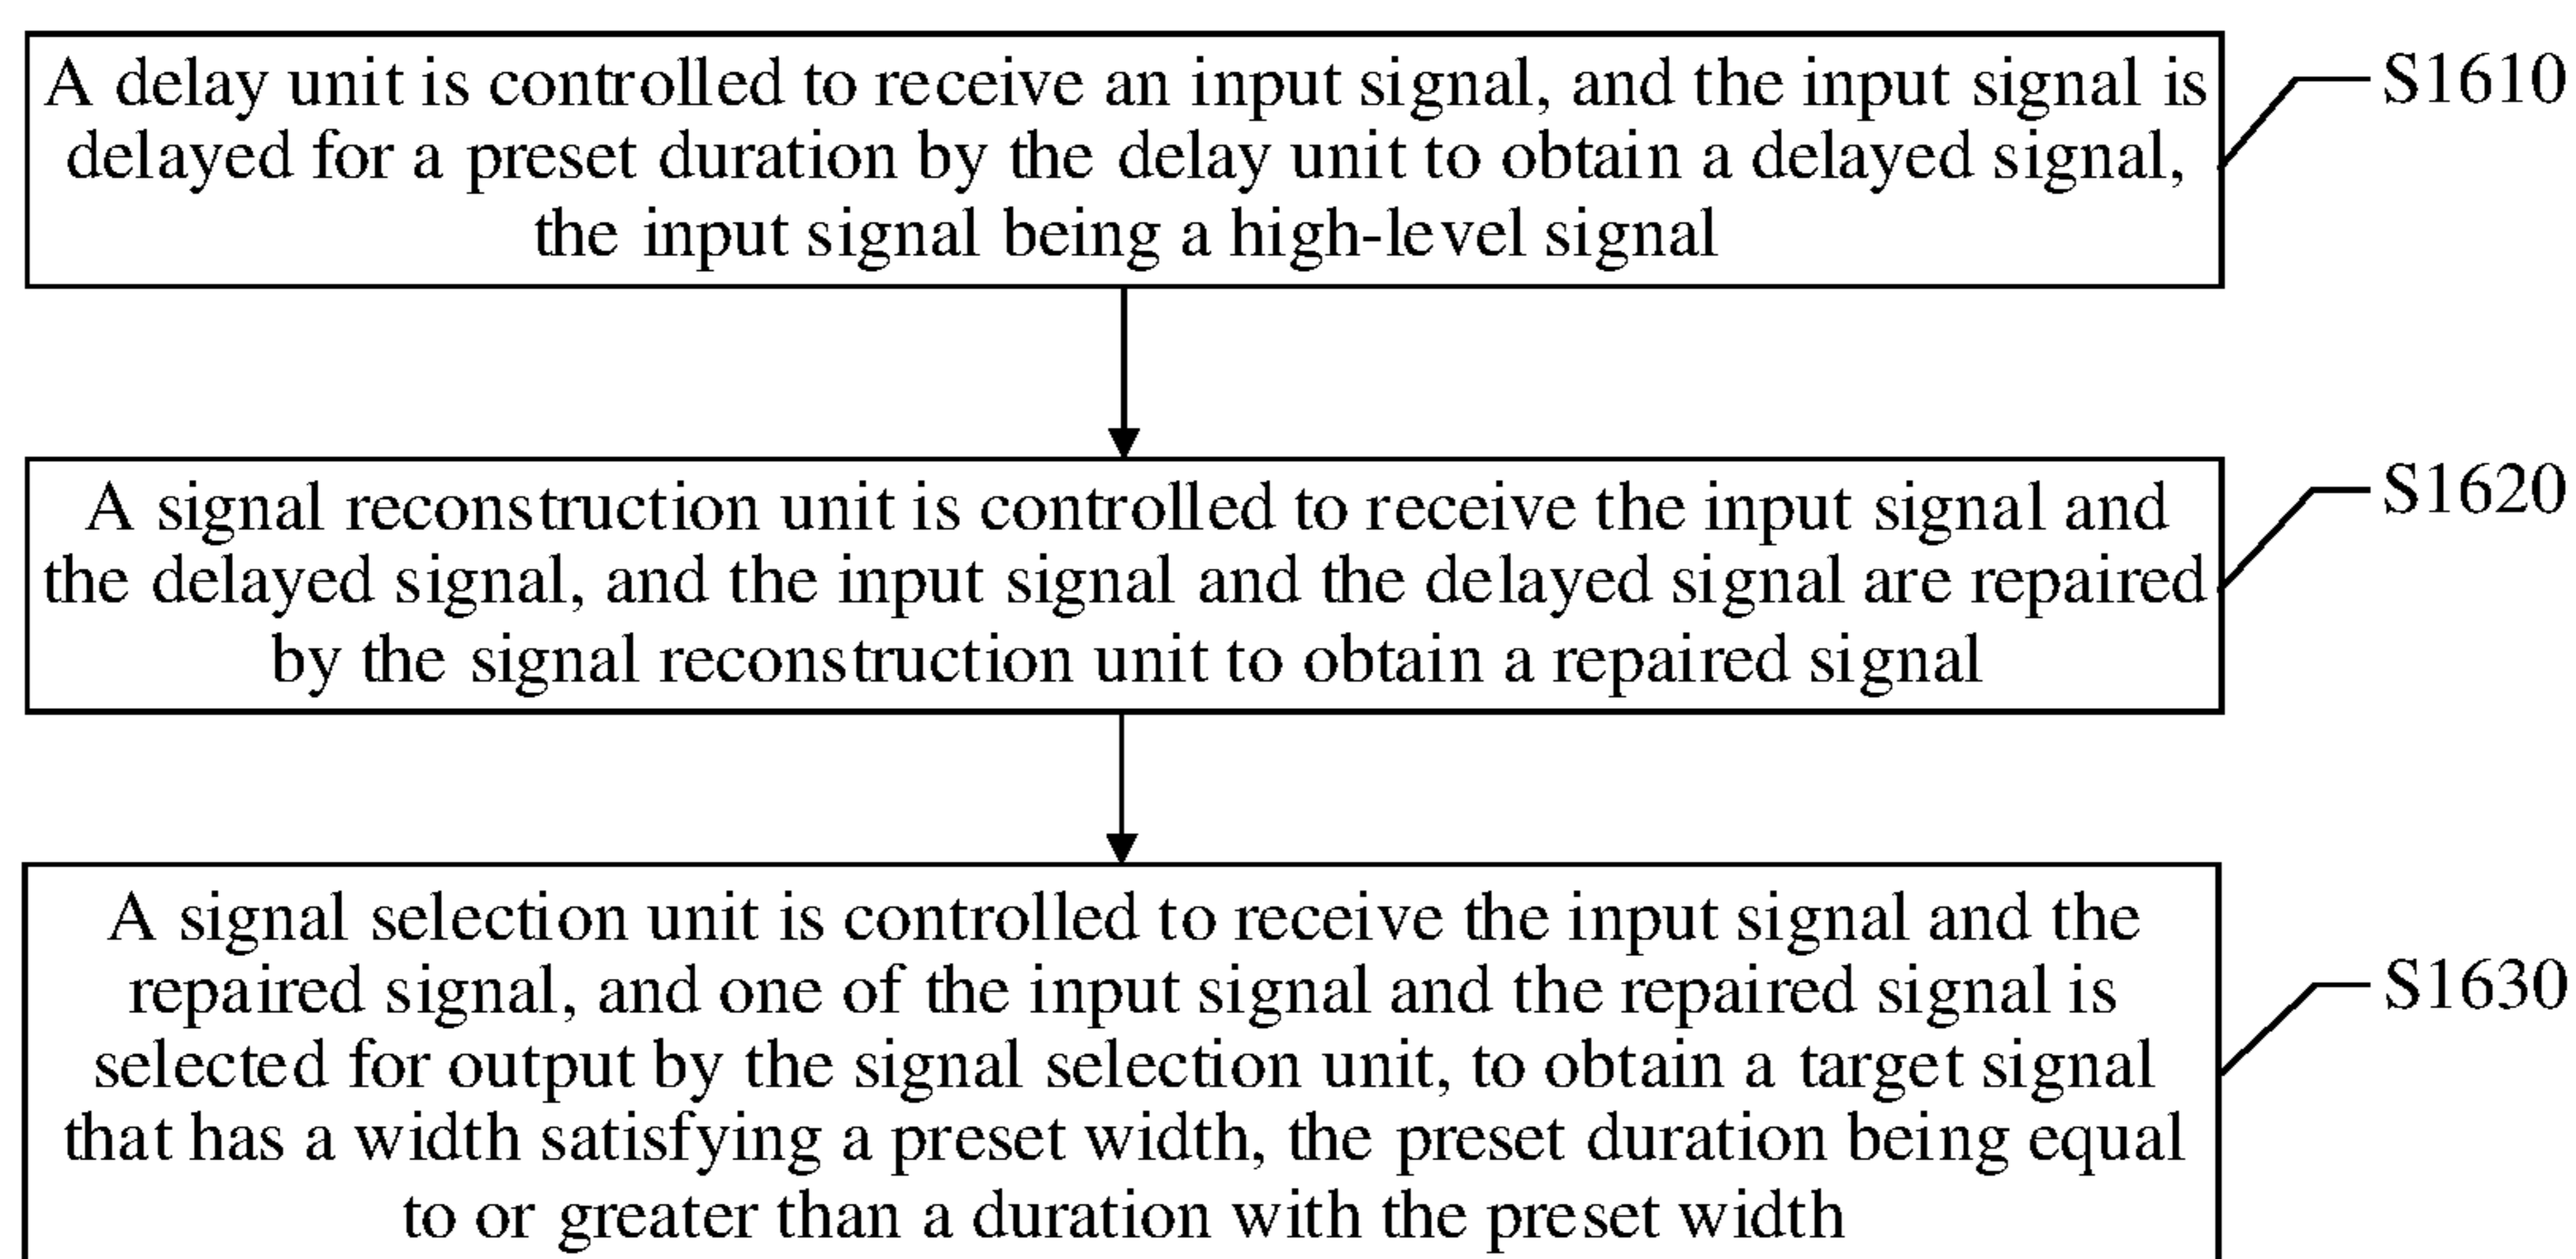 A delay unit is controlled to receive an input signal, and the input signal is
delayed for a preset duration by the delay unit to obtain a delayed signal,
the input signal being a high-level signal
S1610
A signal reconstruction unit is controlled to receive the input signal and
the delayed signal, and the input signal and the delayed signal are repaired
by the signal reconstruction unit to obtain a repaired signal
S1620
A signal selection unit is controlled to receive the input signal and the
repaired signal, and one of the input signal and the repaired signal is
selected for output by the signal selection unit, to obtain a target signal
that has a width satisfying a preset width, the preset duration being equal
to or greater than a duration with the preset width
S1630